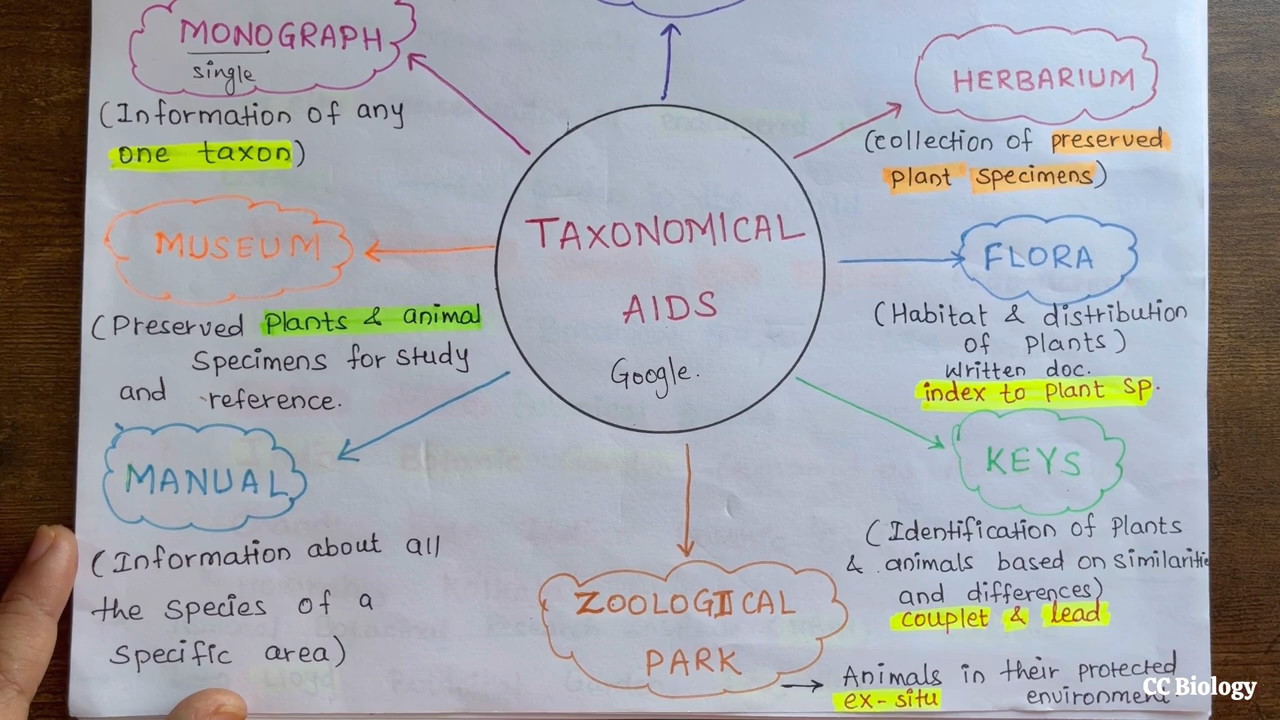 MONOGRAPH
single
(Information of any
one taxon)
HERBARIUM
(collection of preserved
plant specimens)
MUSEUM
(Preserved Plants & animal
Specimens for study
and reference.
TAXONOMICAL
AIDS
Google.
FLORA
(Habitat & distribution
of Plants)
Written doc.
index to Plant sp.
MANUAL
(Information about all
the species of a
Specific area)
KEYS
(Identification of Plants
& animals based on similaritie
and differences)
couplet & lead
ZOOLOGICAL
PARK
Animals in their protected
ex-situ environment
CC Biology